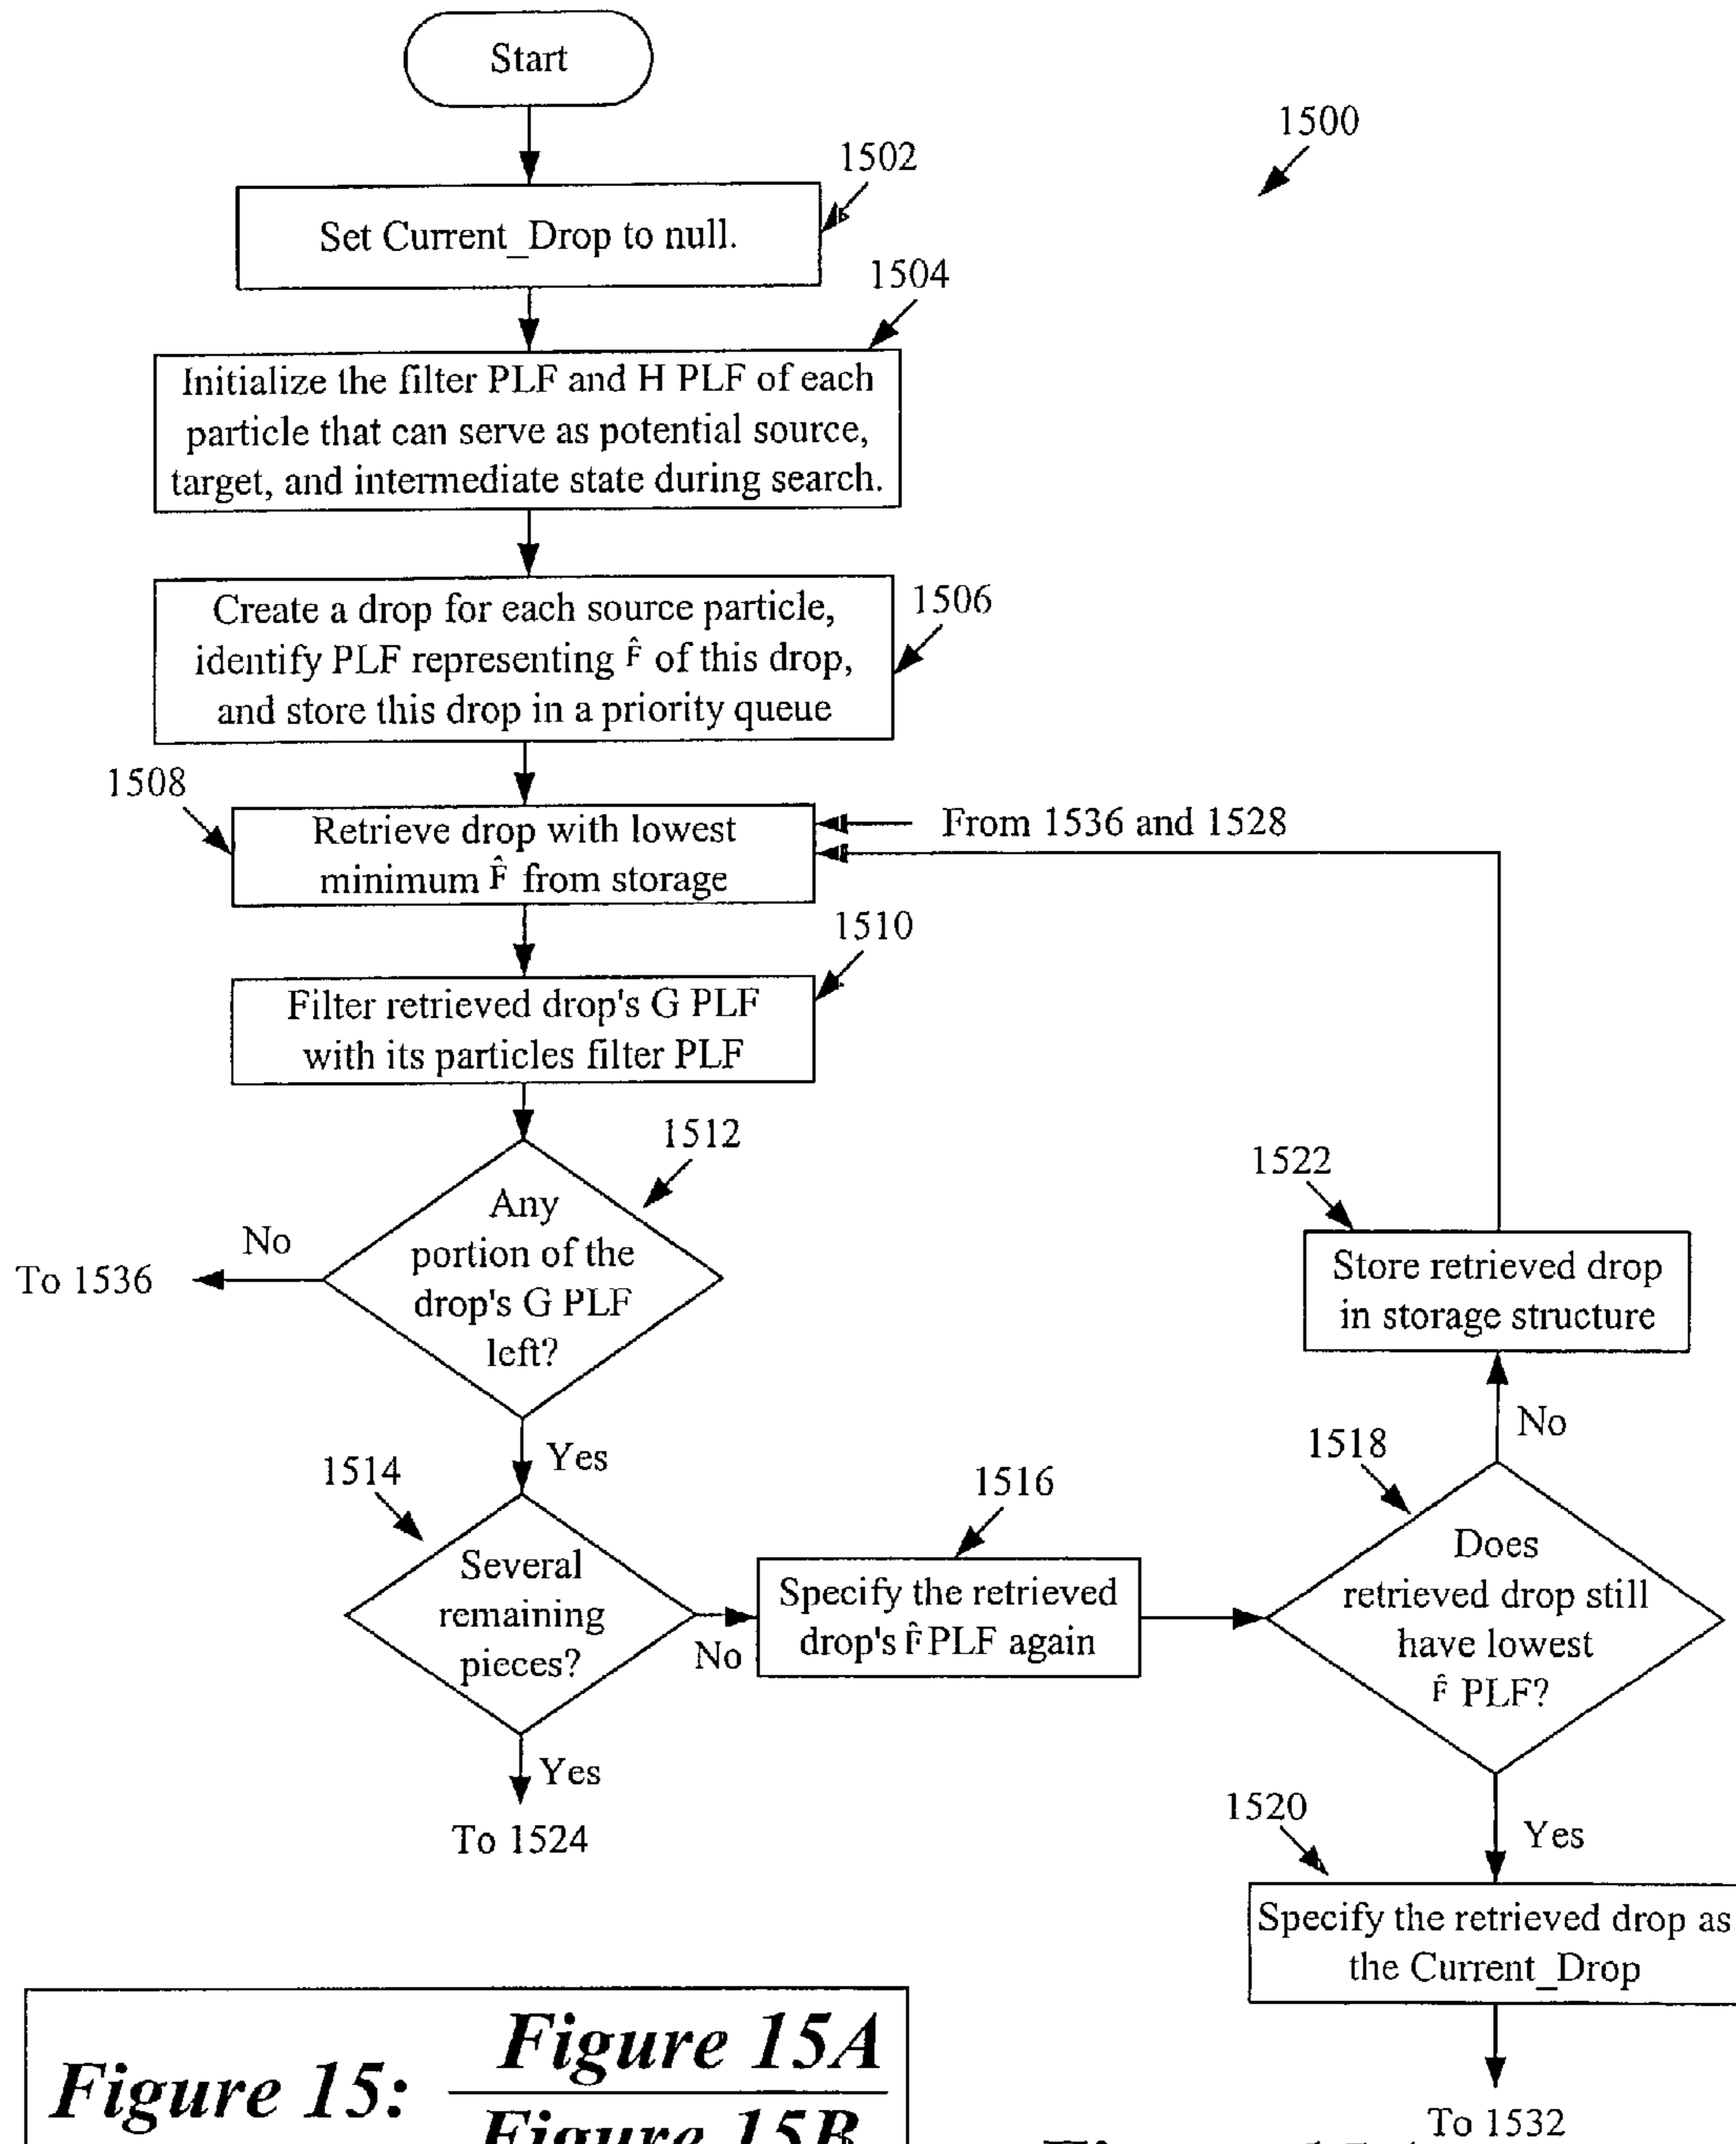 Start
1500
1502
Set Current_Drop to null.
1504
Initialize the filter PLF and H PLF of each
particle that can serve as potential source,
target, and intermediate state during search.
1506
Create a drop for each source particle,
identify PLF representing F̂ of this drop,
and store this drop in a priority queue
1508
Retrieve drop with lowest
minimum F̂ from storage
From 1536 and 1528
1510
Filter retrieved drop's G PLF
with its particles filter PLF
1512
Any
portion of the
drop's G PLF
left?
No
To 1536
Yes
1514
Several
remaining
pieces?
No
Yes
To 1524
1516
Specify the retrieved
drop's F̂ PLF again
1518
Does
retrieved drop still
have lowest
F̂ PLF?
No
1522
Store retrieved drop
in storage structure
Yes
1520
Specify the retrieved drop as
the Current_Drop
To 1532
Figure 15:
Figure 15A
Figure 15B